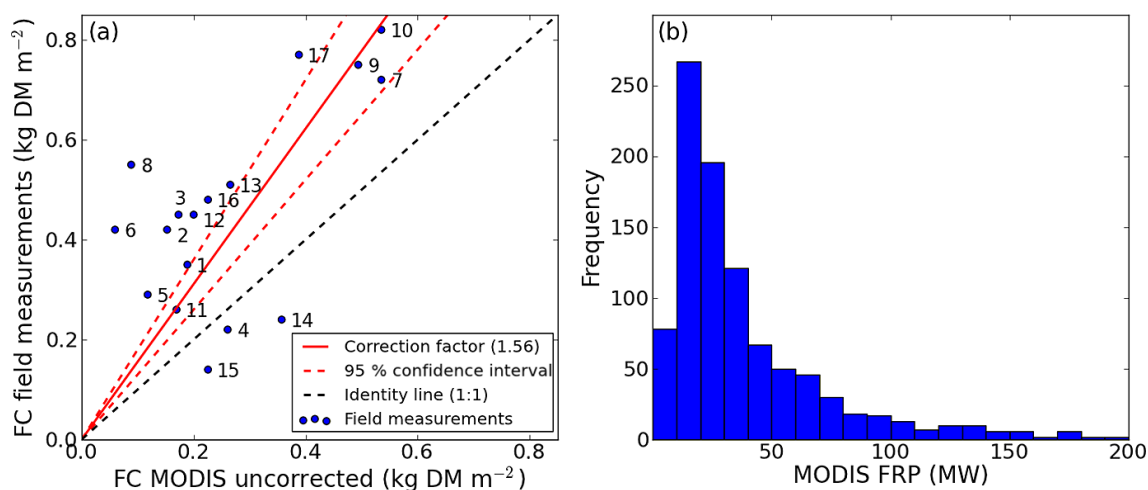 (a)
FC field measurements (kg DM m⁻²)
0.8
0.6
0.4
0.2
0.0
10
17
9
7
8
13
3
16
12
6
2
1
5
11
4
14
15
Correction factor (1.56)
95 % confidence interval
Identity line (1:1)
Field measurements
0.0 0.2 0.4 0.6 0.8
FC MODIS uncorrected (kg DM m⁻²)
(b)
Frequency
250
200
150
100
50
0
50 100 150 200
MODIS FRP (MW)